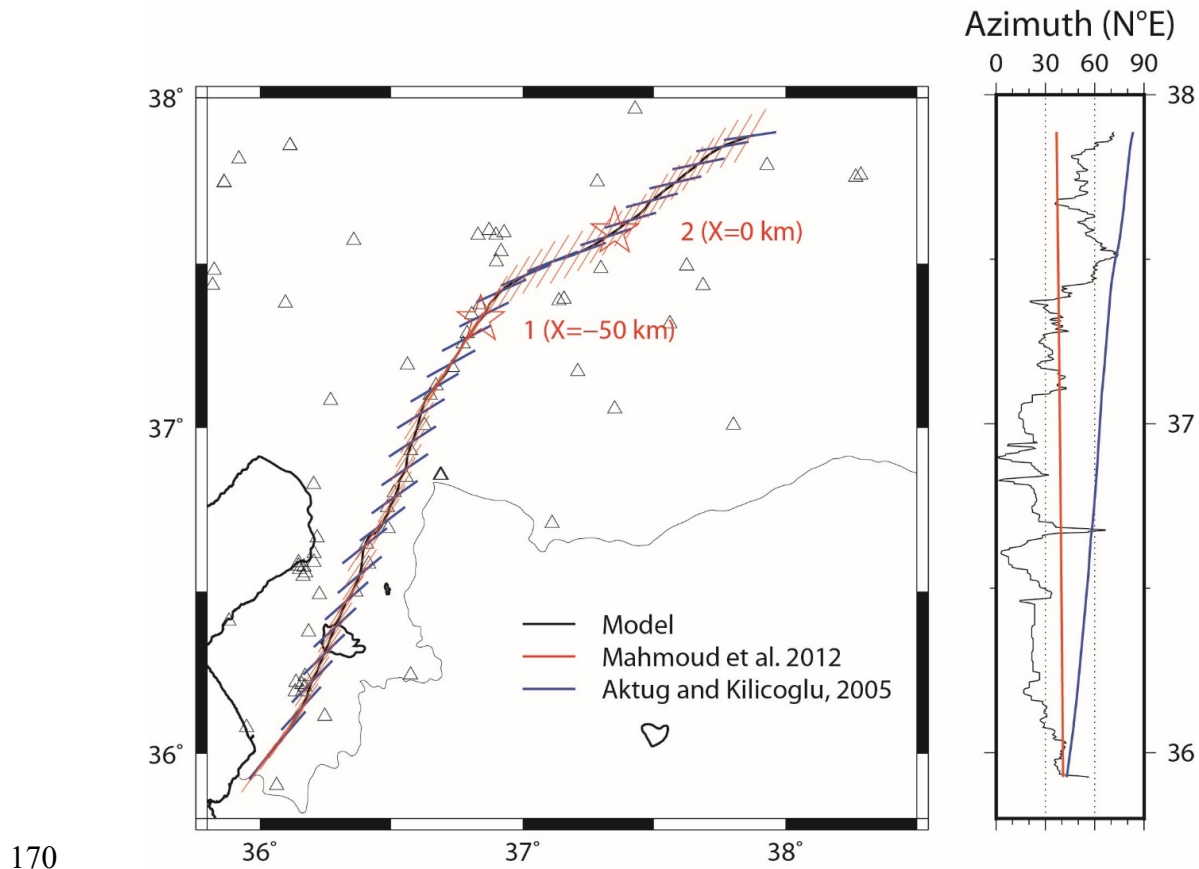 Azimuth (N°E)
0 30 60 90
38° 38
2 (X=0 km)
1 (X=−50 km)
37° 37
Model
Mahmoud et al. 2012
Aktug and Kilicoglu, 2005
36° 36
36° 37° 38°
170